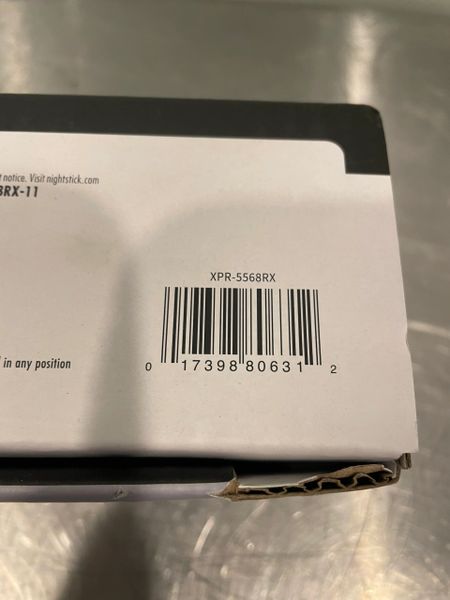 notice. Visit nightstick.com
BRX-11
XPR-5568RX
0 17398 80631 2
in any position